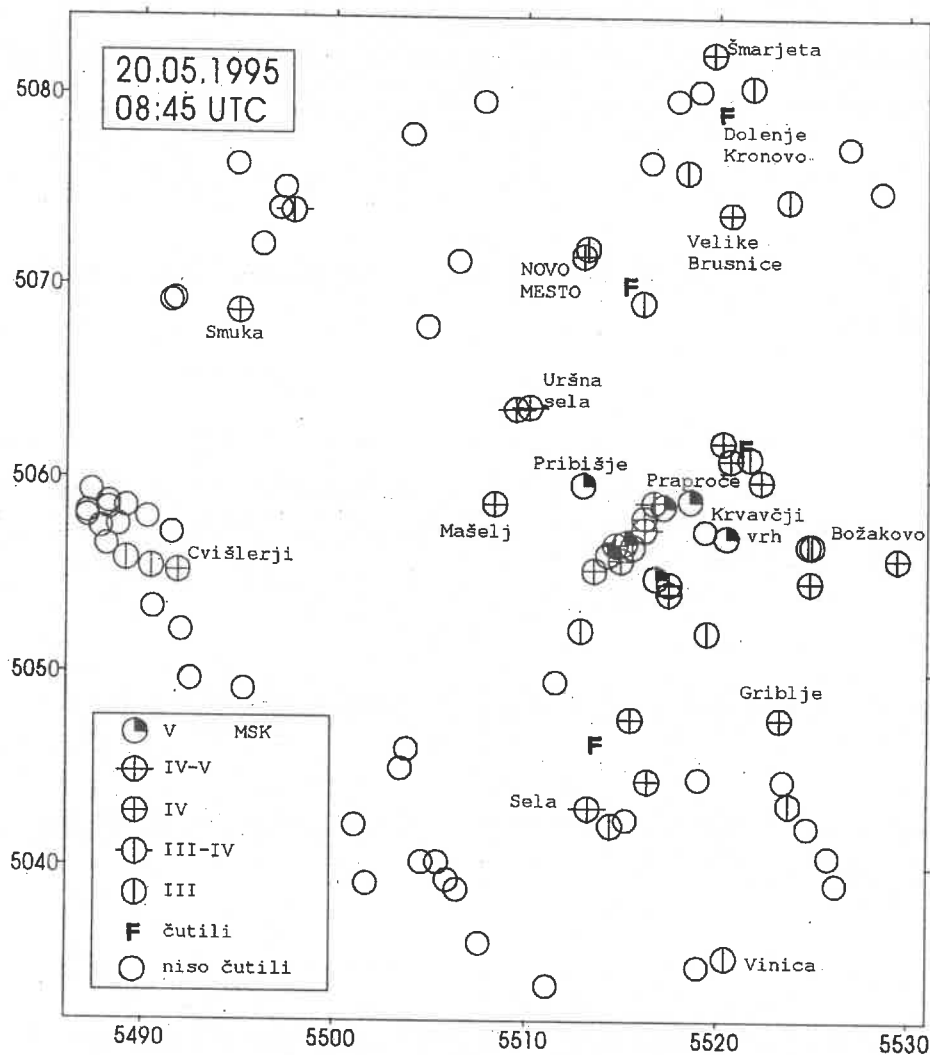 20.05.1995
08:45 UTC
5080
5070
5060
5050
5040
5490
5500
5510
5520
5530
Šmarjeta
F
Dolenje
Kronovo
Velike
Brusnice
NOVO
MESTO
F
Smuka
Uršna
sela
F
Pribišje
Praproče
Mašelj
Krvavčji
vrh
Božakovo
Cvišlerji
Griblje
F
Sela
Vinica
V MSK
IV-V
IV
III-IV
III
F čutili
niso čutili